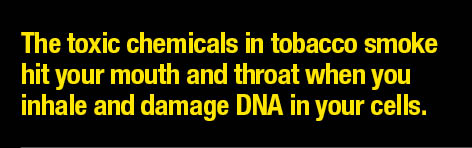 The toxic chemicals in tobacco smoke
hit your mouth and throat when you
inhale and damage DNA in your cells.